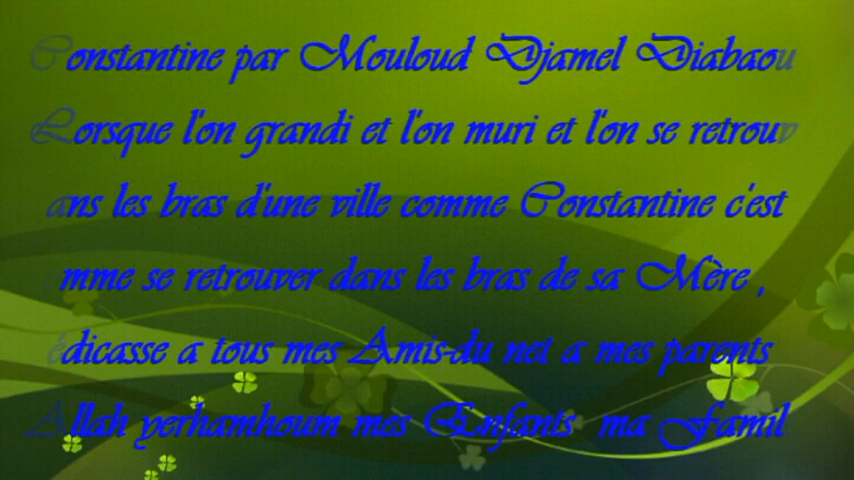 Constantine par Mouloud Djamel Diabaou
Lorsque l'on grandi et l'on muri et l'on se retrouv
ans les bras d'une ville comme Constantine c'est
mme se retrouver dans les bras de sa Mère ,
édicasse a tous mes Amis-du net a mes parents
Allah yerhamhoum mes Enfants ma Famil